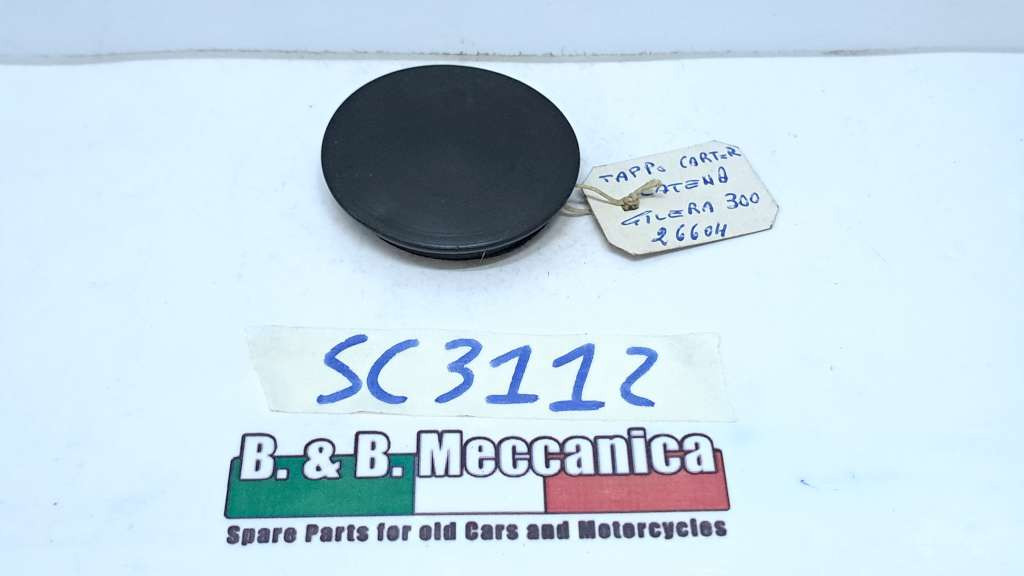 TAPPO CARTER
CATENA
GILERA 300
26604
SC3112
B. & B. Meccanica
Spare Parts for old Cars and Motorcycles